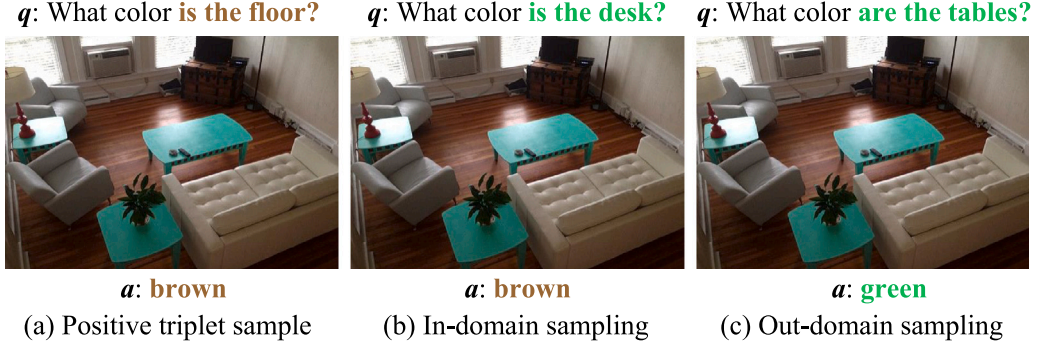 q: What color is the floor?
q: What color is the desk?
q: What color are the tables?
a: brown
a: brown
a: green
(a) Positive triplet sample
(b) In-domain sampling
(c) Out-domain sampling